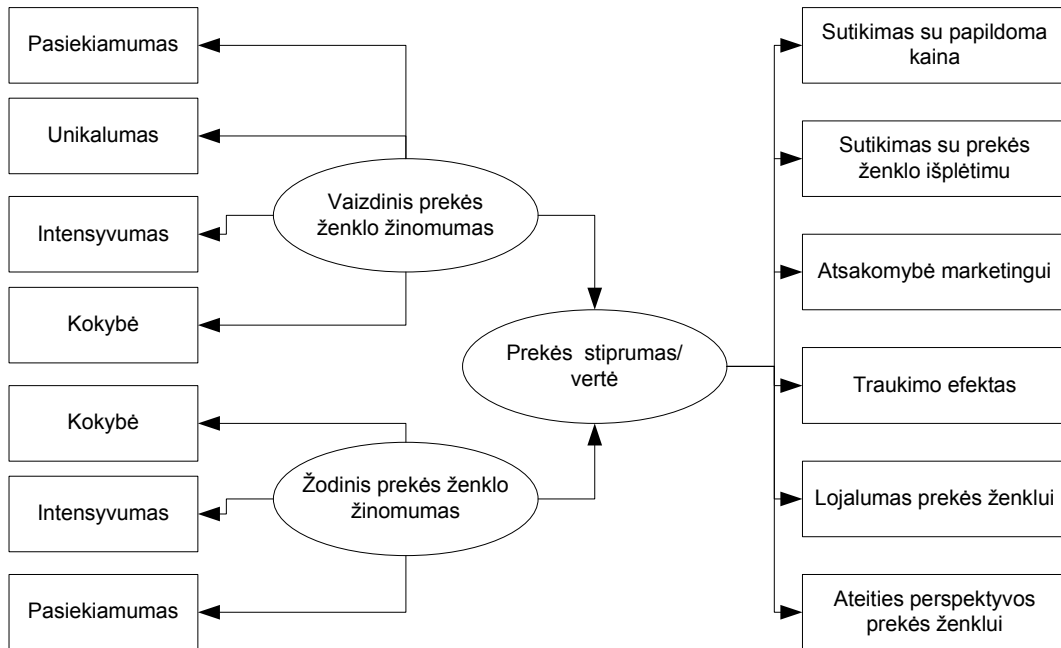 Pasiekiamumas
Unikalumas
Intensyvumas
Kokybė
Kokybė
Intensyvumas
Pasiekiamumas
Vaizdinis prekės
ženklo žinomumas
Žodinis prekės ženklo
žinomumas
Prekės stiprumas/
vertė
Sutikimas su papildoma
kaina
Sutikimas su prekės
ženklo išplėtimu
Atsakomybė marketingui
Traukimo efektas
Lojalumas prekės ženklui
Ateities perspektyvos
prekės ženklui